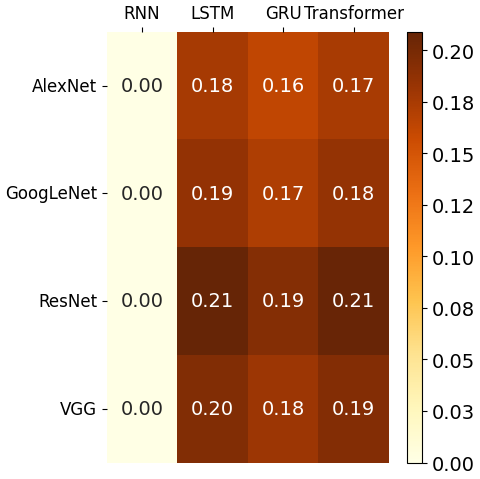 RNN LSTM GRU Transformer
AlexNet 0.00 0.18 0.16 0.17
GoogLeNet 0.00 0.19 0.17 0.18
ResNet 0.00 0.21 0.19 0.21
VGG 0.00 0.20 0.18 0.19
0.20
0.18
0.15
0.12
0.10
0.08
0.05
0.03
0.00